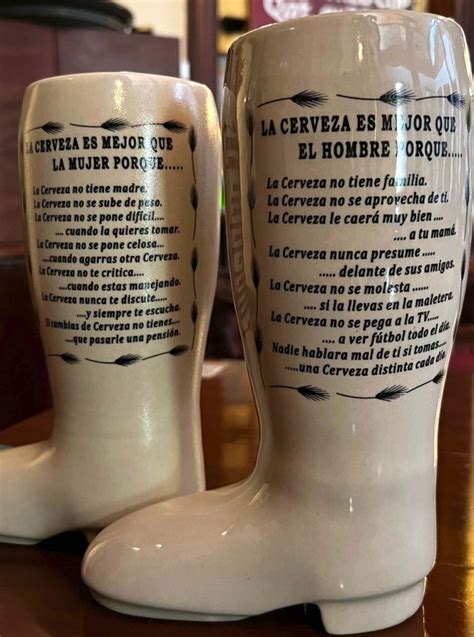 LA CERVEZA ES MEJOR QUE
LA MUJER PORQUE.....
La Cerveza no tiene madre.
La Cerveza no se sube de peso.
La Cerveza no se pone difícil....
....cuando la quieres tomar.
La Cerveza no se pone celosa...
...cuando agarras otra Cerveza.
La Cerveza no te critica....
....cuando estas manejando.
La Cerveza nunca te discute.....
....y siempre te escucha.
Si cambias de Cerveza no tienes...
...que pasarle una pensión.
LA CERVEZA ES MEJOR QUE
EL HOMBRE PORQUE.....
La Cerveza no tiene familia.
La Cerveza no se aprovecha de ti.
La Cerveza le caerá muy bien ....
.... a tu mamá.
La Cerveza nunca presume .....
..... delante de sus amigos.
La Cerveza no se molesta ......
.... si la llevas en la maletera.
La Cerveza no se pega a la TV....
.... a ver fútbol todo el día.
Nadie hablara mal de ti si tomas....
.....una Cerveza distinta cada día.